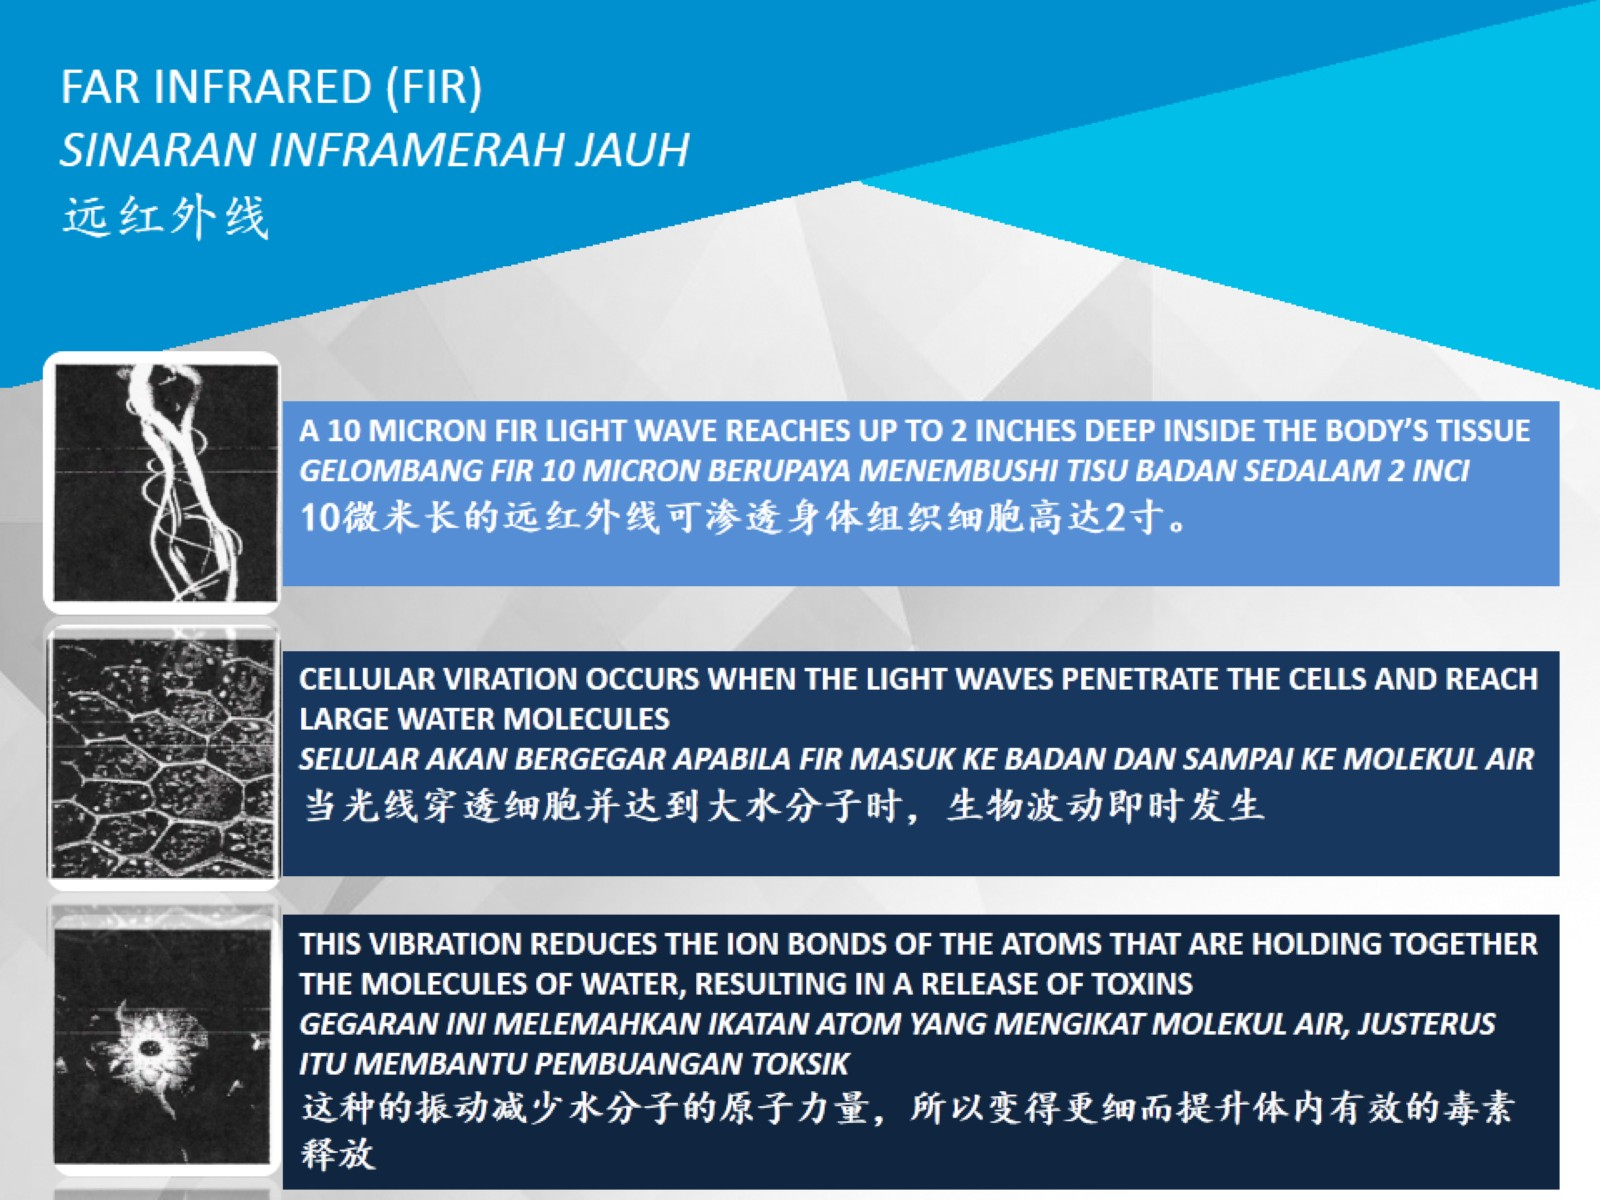 FAR INFRARED (FIR)
SINARAN INFRAMERAH JAUH
远红外线
A 10 MICRON FIR LIGHT WAVE REACHES UP TO 2 INCHES DEEP INSIDE THE BODY’S TISSUE
GELOMBANG FIR 10 MICRON BERUPAYA MENEMBUSHI TISU BADAN SEDALAM 2 INCI
10微米长的远红外线可渗透身体组织细胞高达2寸。
CELLULAR VIRATION OCCURS WHEN THE LIGHT WAVES PENETRATE THE CELLS AND REACH
LARGE WATER MOLECULES
SELULAR AKAN BERGEGAR APABILA FIR MASUK KE BADAN DAN SAMPAI KE MOLEKUL AIR
当光线穿透细胞并达到大水分子时，生物波动即时发生
THIS VIBRATION REDUCES THE ION BONDS OF THE ATOMS THAT ARE HOLDING TOGETHER
THE MOLECULES OF WATER, RESULTING IN A RELEASE OF TOXINS
GEGARAN INI MELEMAHKAN IKATAN ATOM YANG MENGIKAT MOLEKUL AIR, JUSTERUS
ITU MEMBANTU PEMBUANGAN TOKSIK
这种的振动减少水分子的原子力量，所以变得更细而提升体内有效的毒素
释放